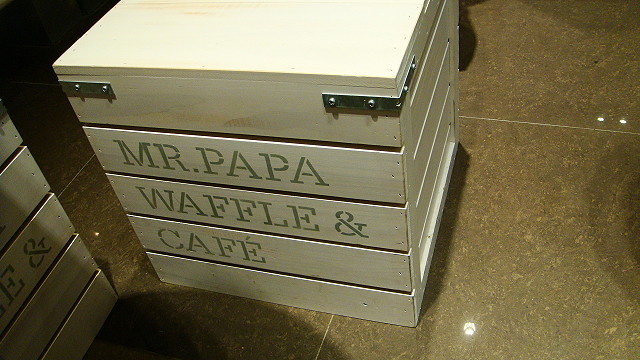 MR. PAPA
WAFFLE &
CAFÉ
E &